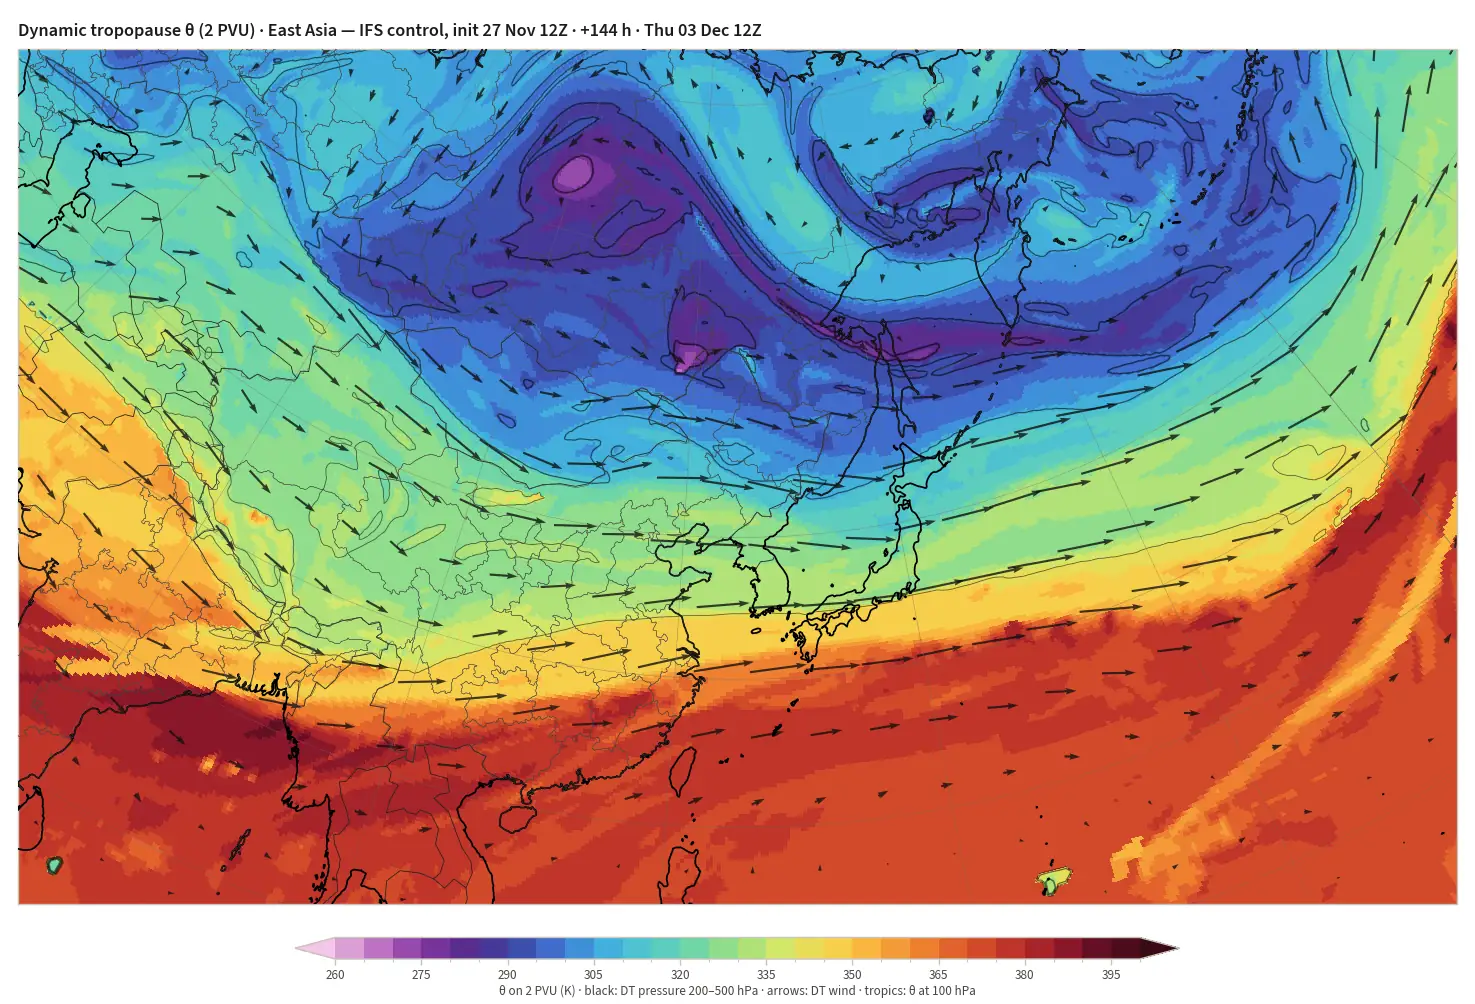 Dynamic tropopause θ (2 PVU) · East Asia — IFS control, init 27 Nov 12Z · +144 h · Thu 03 Dec 12Z
260 275 290 305 320 335 350 365 380 395
θ on 2 PVU (K) · black: DT pressure 200–500 hPa · arrows: DT wind · tropics: θ at 100 hPa